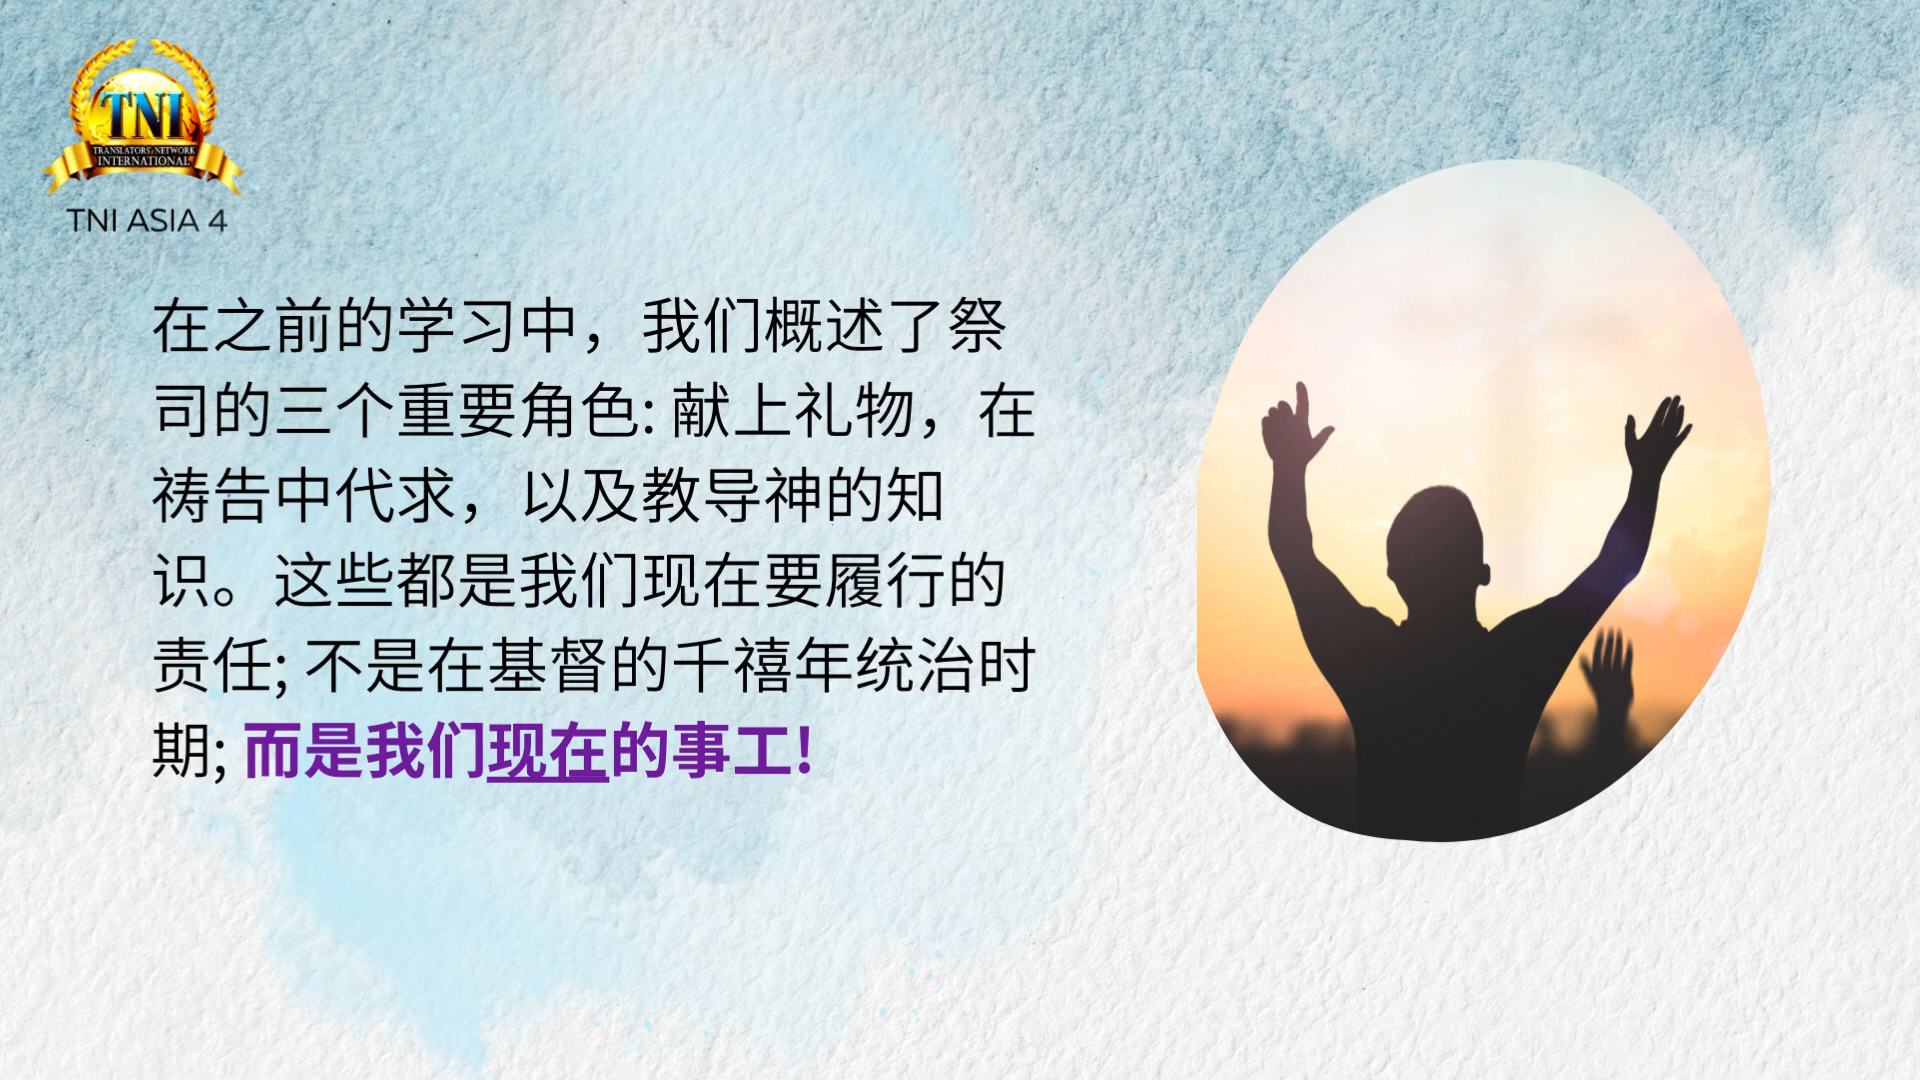 TNI
TRANSLATORS' NETWORK
INTERNATIONAL
TNI ASIA 4
在之前的学习中，我们概述了祭
司的三个重要角色: 献上礼物，在
祷告中代求，以及教导神的知
识。这些都是我们现在要履行的
责任; 不是在基督的千禧年统治时
期; 而是我们现在的事工!